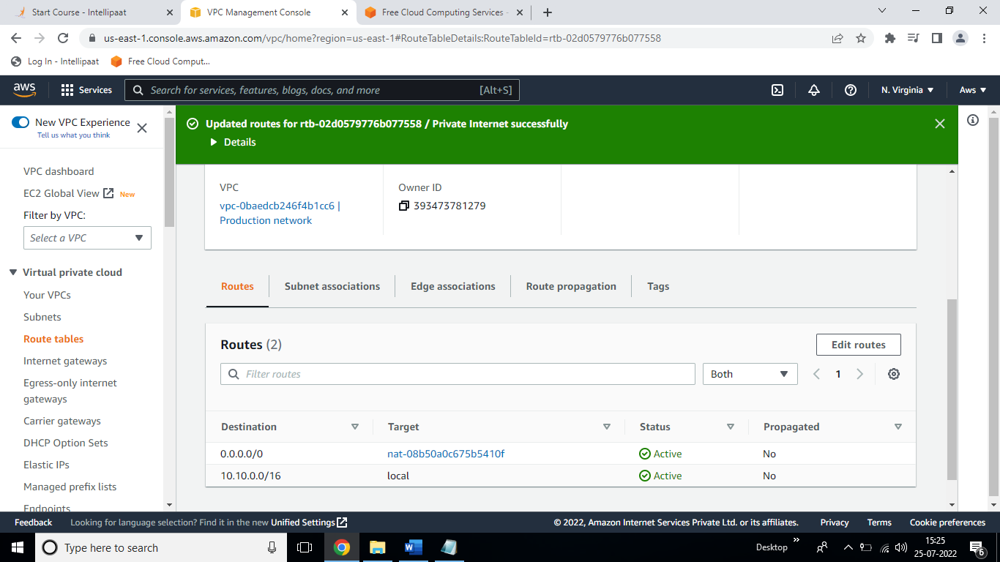 Start Course - Intellipaat
VPC Management Console
Free Cloud Computing Services -
us-east-1.console.aws.amazon.com/vpc/home?region=us-east-1#RouteTableDetails:RouteTableId=rtb-02d0579776b077558
Log In - Intellipaat
Free Cloud Comput...
aws
Services
Search for services, features, blogs, docs, and more
[Alt+S]
N. Virginia
Aws
New VPC Experience
Tell us what you think
VPC dashboard
EC2 Global View
New
Filter by VPC:
Select a VPC
Virtual private cloud
Your VPCs
Subnets
Route tables
Internet gateways
Egress-only internet
gateways
Carrier gateways
DHCP Option Sets
Elastic IPs
Managed prefix lists
Endpoints
Updated routes for rtb-02d0579776b077558 / Private Internet successfully
Details
VPC
vpc-0baedcb246f4b1cc6 |
Production network
Owner ID
393473781279
Routes
Subnet associations
Edge associations
Route propagation
Tags
Routes (2)
Edit routes
Filter routes
Both
1
Destination Target Status Propagated
0.0.0.0/0 nat-08b50a0c675b5410f Active No
10.10.0.0/16 local Active No
Feedback
Looking for language selection? Find it in the new Unified Settings
© 2022, Amazon Internet Services Private Ltd. or its affiliates.
Privacy
Terms
Cookie preferences
Type here to search
Desktop
15:25
25-07-2022
6